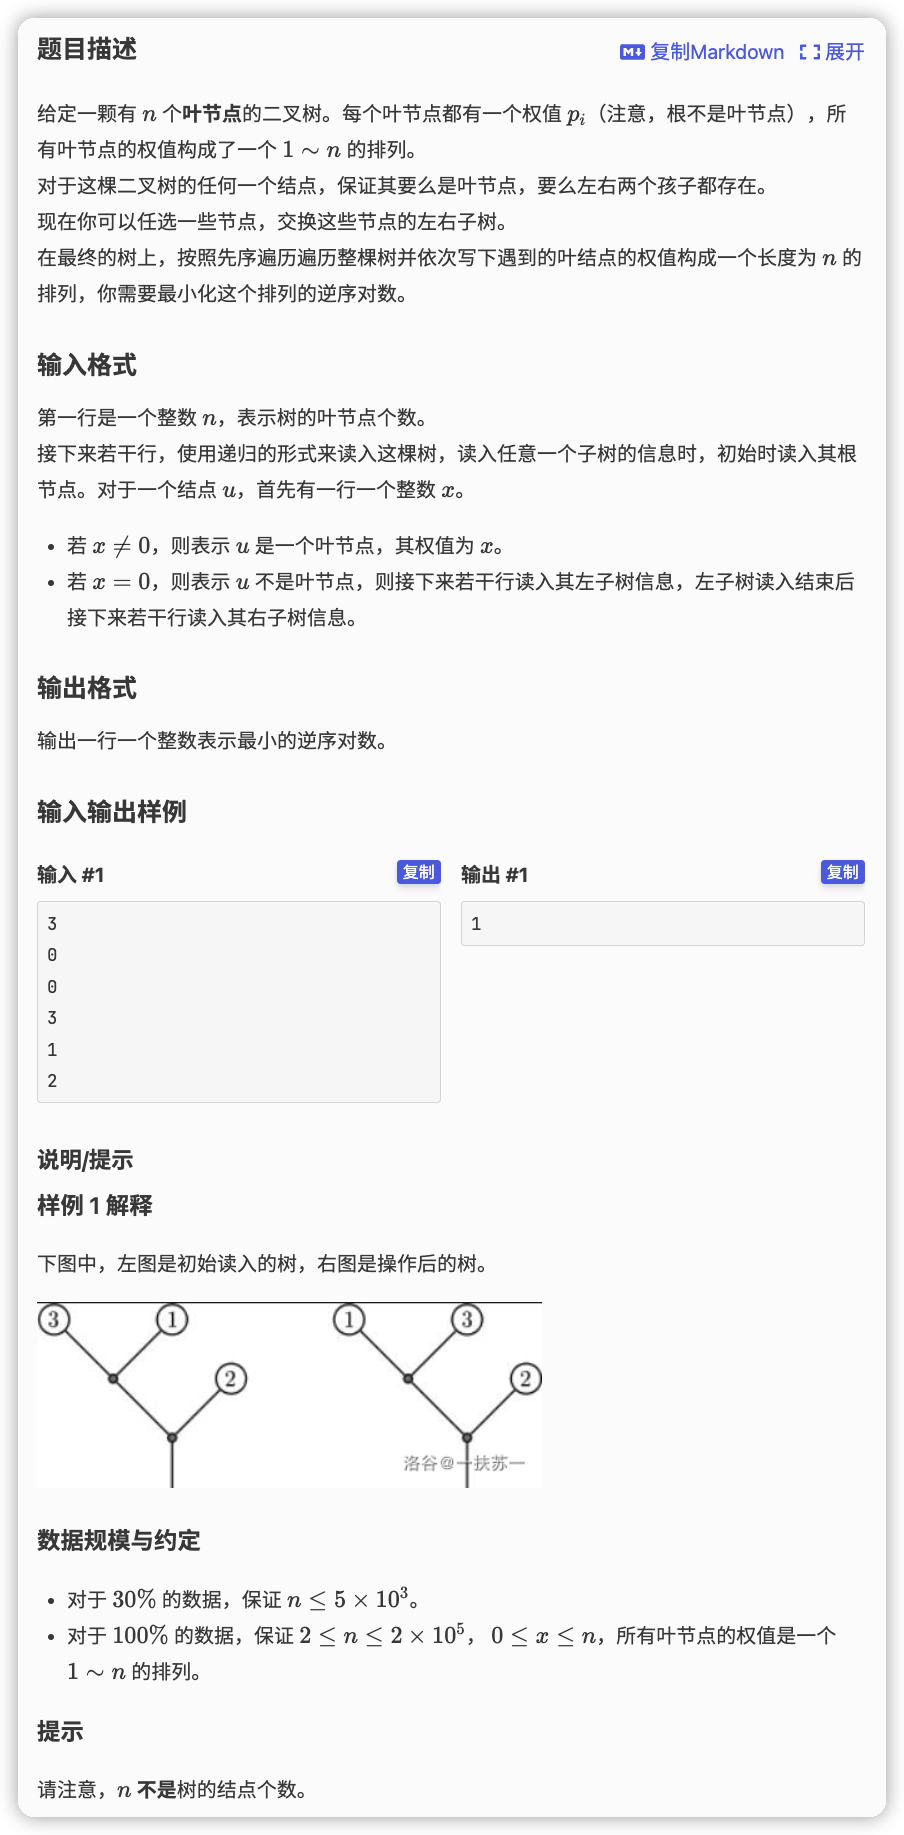 题目描述
复制Markdown 展开
给定一颗有 n 个叶节点的二叉树。每个叶节点都有一个权值 p_i（注意，根不是叶节点），所
有叶节点的权值构成了一个 1 ∼ n 的排列。
对于这棵二叉树的任何一个结点，保证其要么是叶节点，要么左右两个孩子都存在。
现在你可以任选一些节点，交换这些节点的左右子树。
在最终的树上，按照先序遍历遍历整棵树并依次写下遇到的叶结点的权值构成一个长度为 n 的
排列，你需要最小化这个排列的逆序对数。
输入格式
第一行是一个整数 n，表示树的叶节点个数。
接下来若干行，使用递归的形式来读入这棵树，读入任意一个子树的信息时，初始时读入其根
节点。对于一个结点 u，首先有一行一个整数 x。
• 若 x ≠ 0，则表示 u 是一个叶节点，其权值为 x。
• 若 x = 0，则表示 u 不是叶节点，则接下来若干行读入其左子树信息，左子树读入结束后
接下来若干行读入其右子树信息。
输出格式
输出一行一个整数表示最小的逆序对数。
输入输出样例
输入 #1 复制
3
0
0
3
1
2
输出 #1 复制
1
说明/提示
样例 1 解释
下图中，左图是初始读入的树，右图是操作后的树。
3 1 1 3
2 2
洛谷@一扶苏一
数据规模与约定
• 对于 30% 的数据，保证 n ≤ 5 × 10³。
• 对于 100% 的数据，保证 2 ≤ n ≤ 2 × 10⁵， 0 ≤ x ≤ n，所有叶节点的权值是一个
1 ∼ n 的排列。
提示
请注意，n 不是树的结点个数。